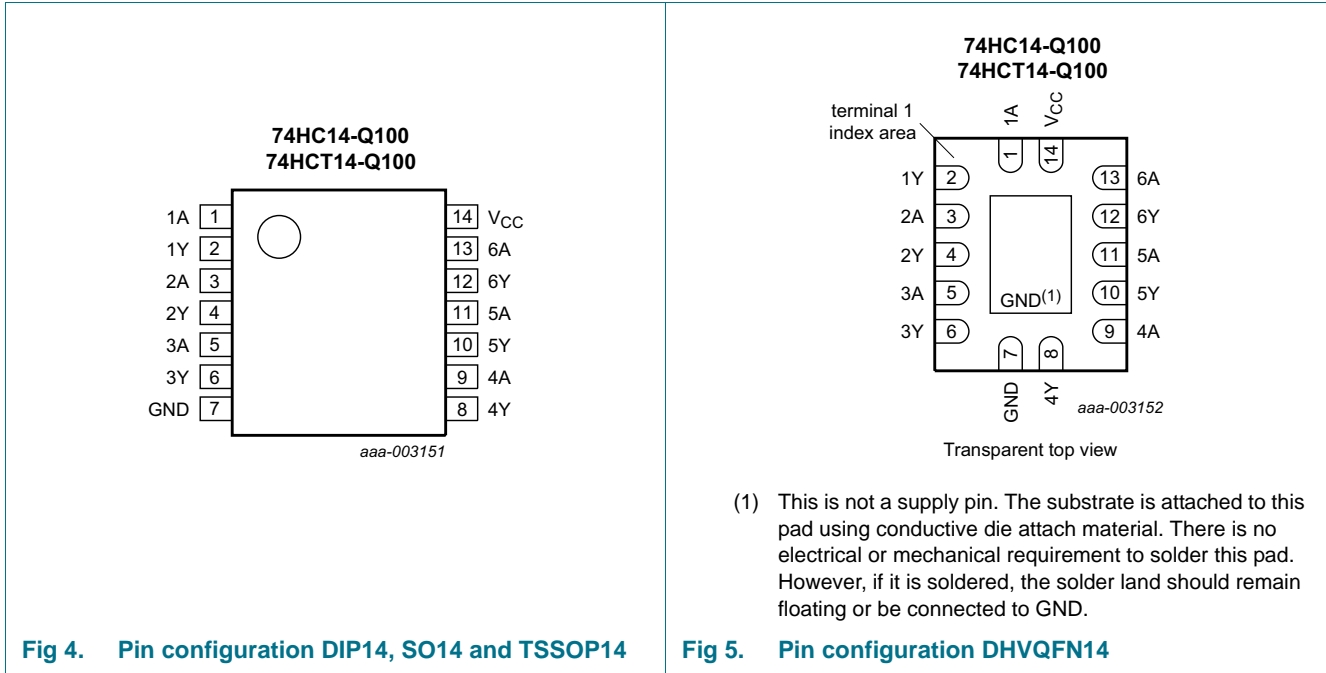 74HC14-Q100
74HCT14-Q100
1A 1 14 VCC
1Y 2 13 6A
2A 3 12 6Y
2Y 4 11 5A
3A 5 10 5Y
3Y 6 9 4A
GND 7 8 4Y
aaa-003151
Fig 4. Pin configuration DIP14, SO14 and TSSOP14
74HC14-Q100
74HCT14-Q100
terminal 1
index area
1A VCC
1 14
1Y 2 13 6A
2A 3 12 6Y
2Y 4 11 5A
3A 5 GND(1) 10 5Y
3Y 6 9 4A
7 8
GND 4Y
aaa-003152
Transparent top view
(1) This is not a supply pin. The substrate is attached to this
pad using conductive die attach material. There is no
electrical or mechanical requirement to solder this pad.
However, if it is soldered, the solder land should remain
floating or be connected to GND.
Fig 5. Pin configuration DHVQFN14